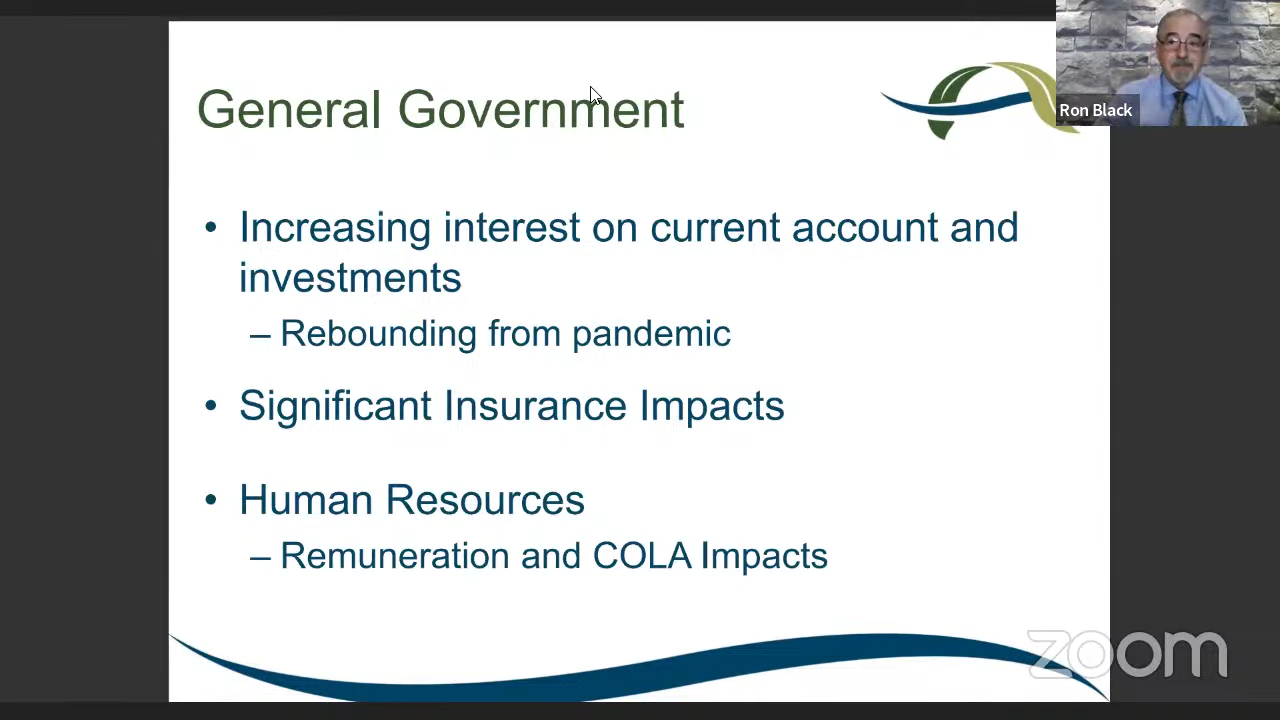 General Government
Ron Black
• Increasing interest on current account and
investments
– Rebounding from pandemic
• Significant Insurance Impacts
• Human Resources
– Remuneration and COLA Impacts
zoom